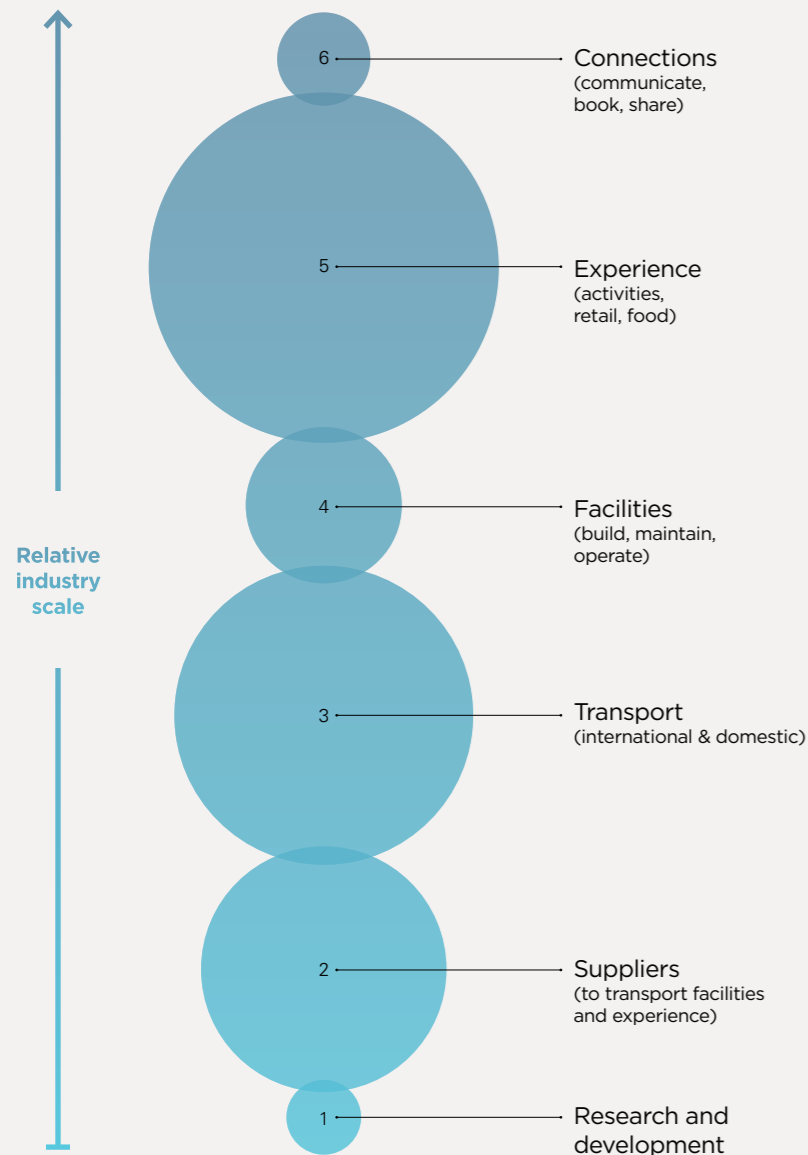 6
Connections
(communicate,
book, share)
5
Experience
(activities,
retail, food)
4
Facilities
(build, maintain,
operate)
Relative
industry
scale
3
Transport
(international & domestic)
2
Suppliers
(to transport facilities
and experience)
1
Research and
development